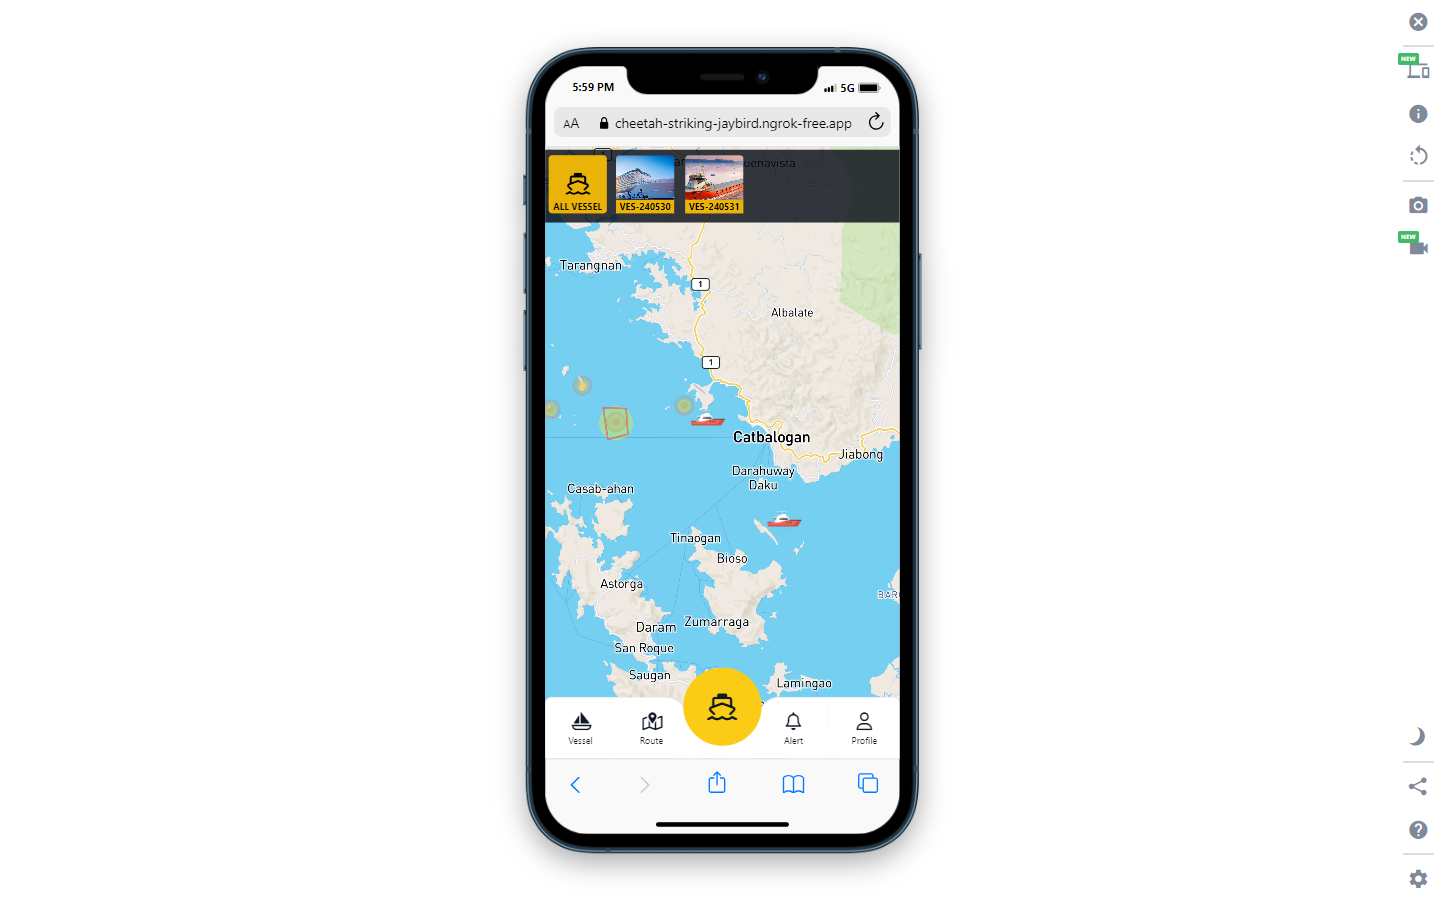 5:59 PM
5G
AA
cheetah-striking-jaybird.ngrok-free.app
NEW
uenavista
ALL VESSEL
VES-240530
VES-240531
NEW
Tarangnan
1
Albalate
1
Catbalogan
Jiabong
Darahuway
Daku
Casab-ahan
Tinaogan
Bioso
Astorga
BAR
Zumarraga
Daram
San Roque
Saugan
Lamingao
Vessel
Route
Alert
Profile